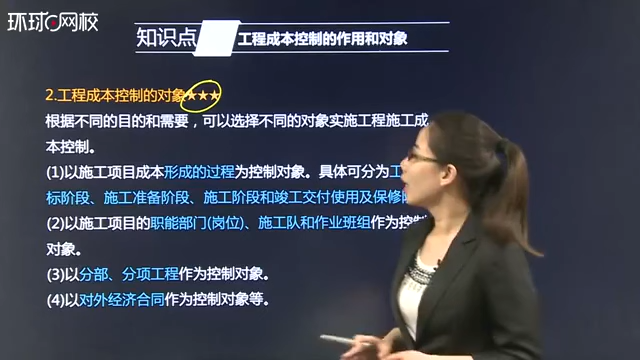 环球网校
知识点 工程成本控制的作用和对象
2.工程成本控制的对象★★★
根据不同的目的和需要，可以选择不同的对象实施工程施工成
本控制。
(1)以施工项目成本形成的过程为控制对象。具体可分为工
标阶段、施工准备阶段、施工阶段和竣工交付使用及保修
(2)以施工项目的职能部门(岗位)、施工队和作业班组作为控制
对象。
(3)以分部、分项工程作为控制对象。
(4)以对外经济合同作为控制对象等。